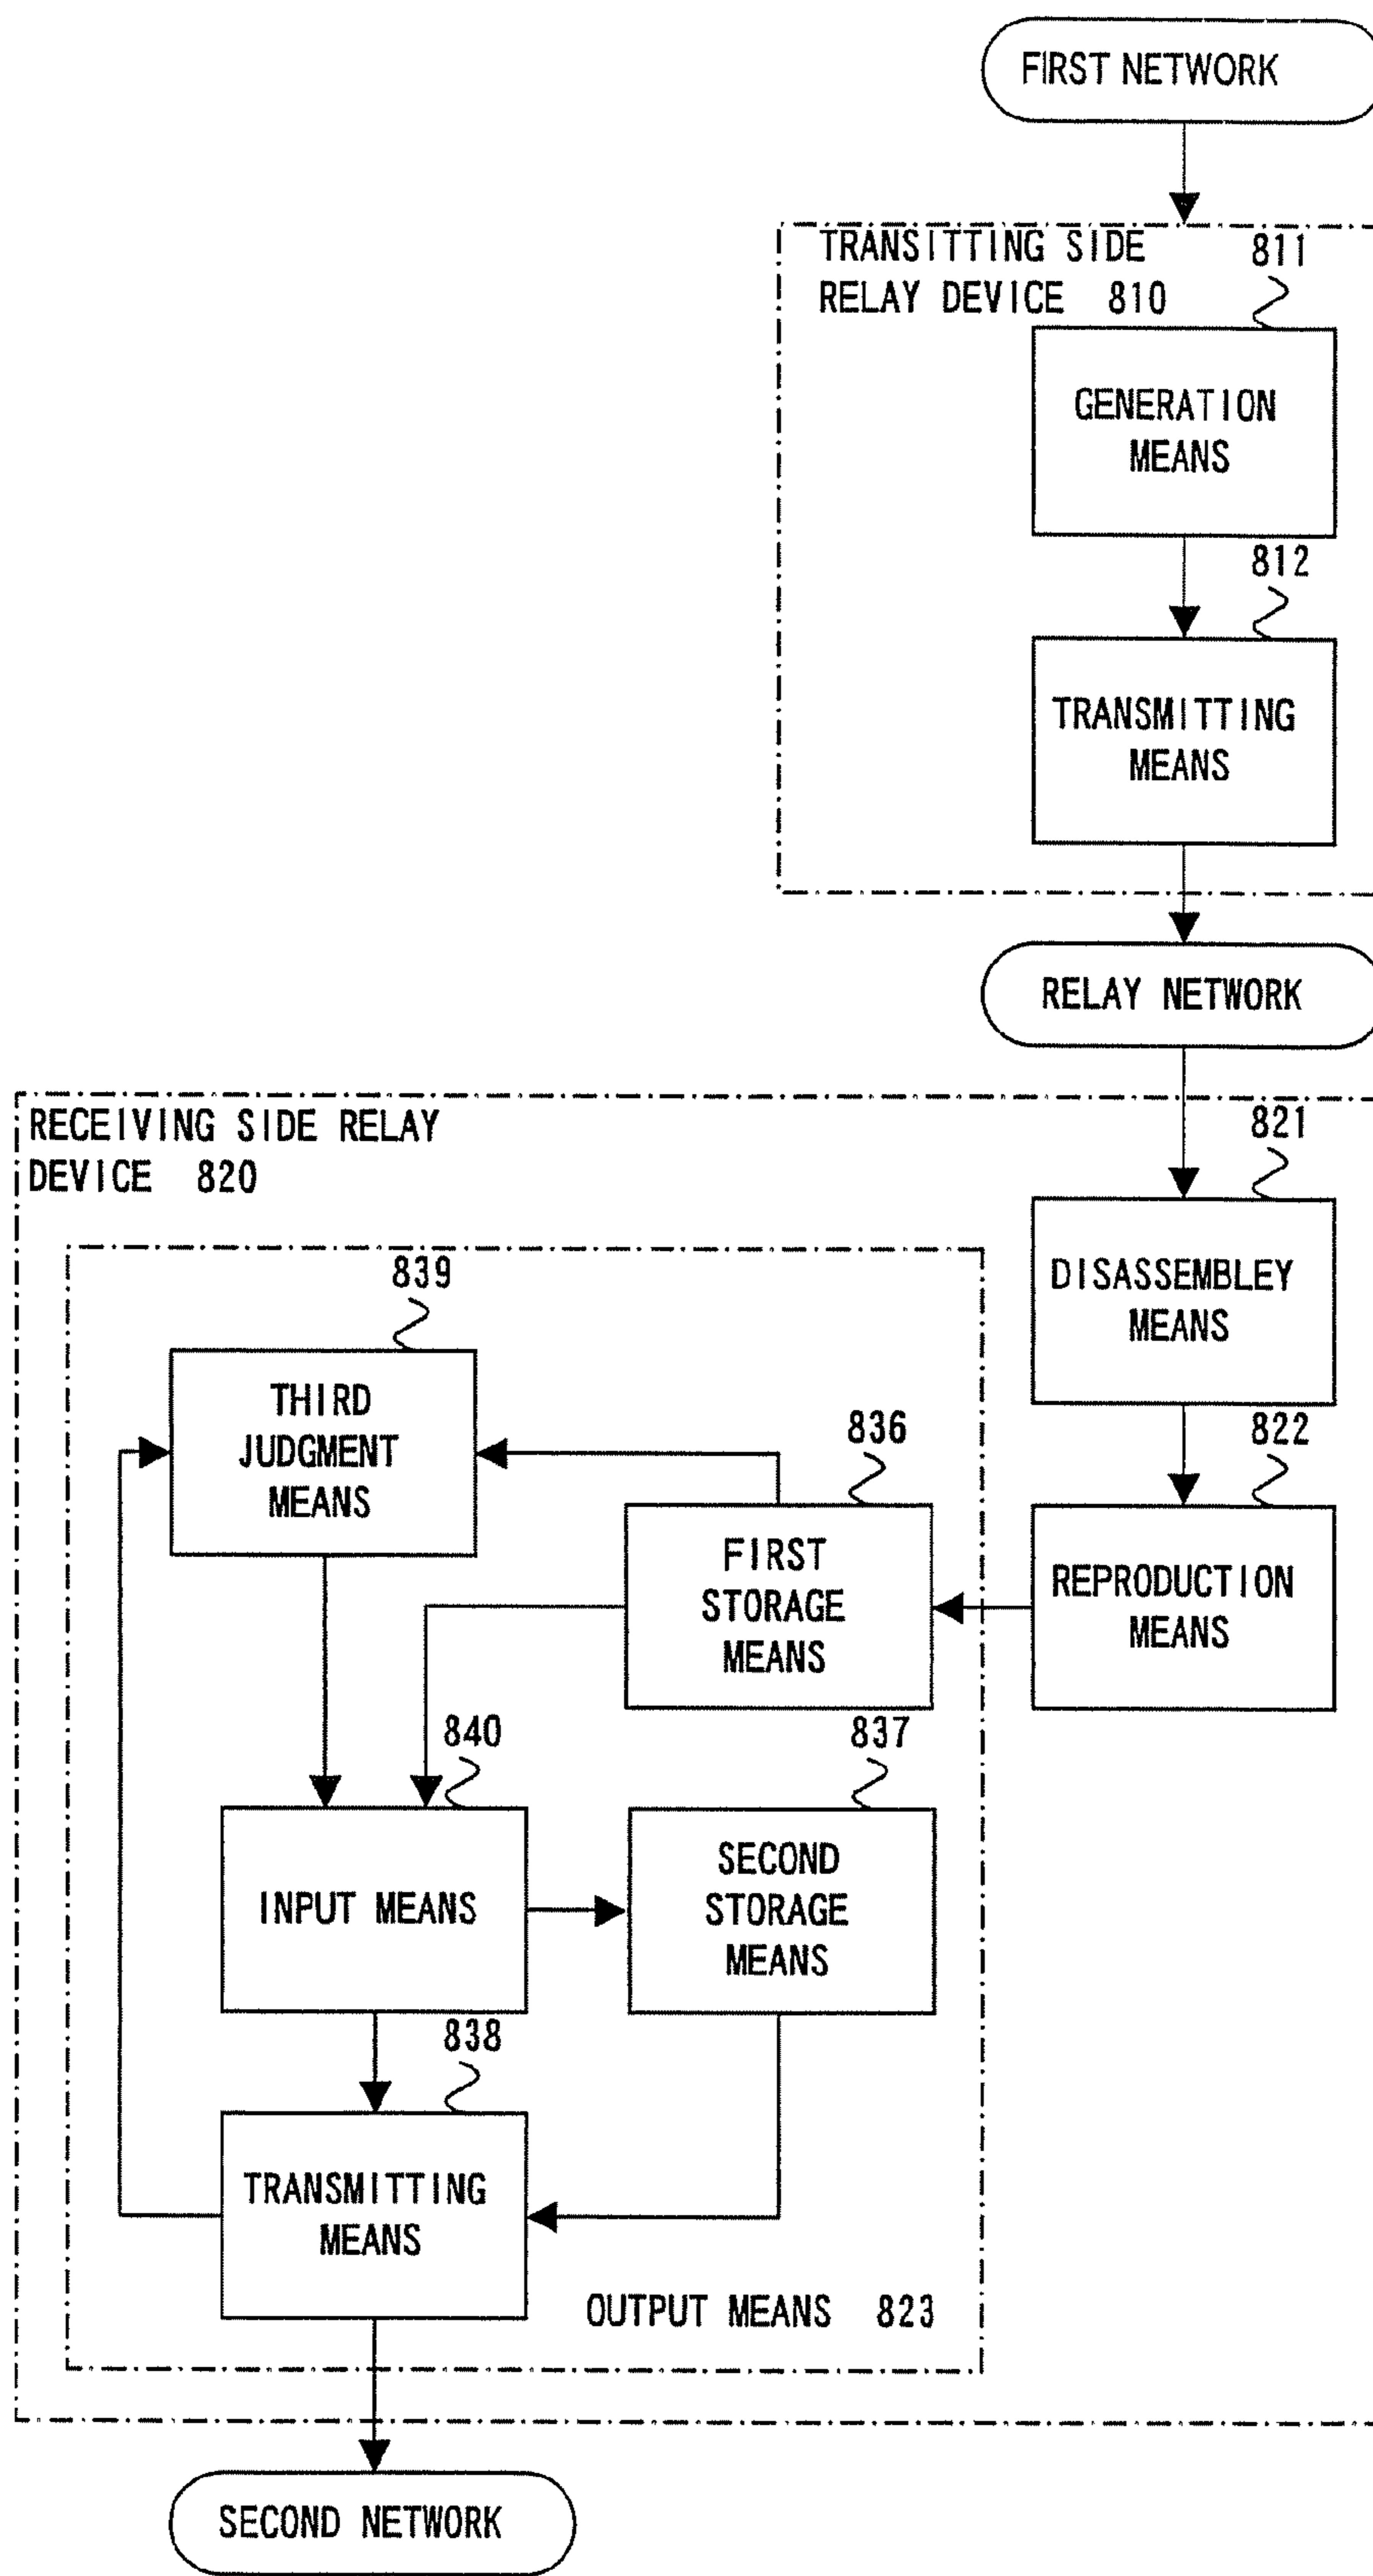 FIRST NETWORK
TRANSITTING SIDE
RELAY DEVICE 810
811
GENERATION
MEANS
812
TRANSMITTING
MEANS
RELAY NETWORK
RECEIVING SIDE RELAY
DEVICE 820
821
DISASSEMBLEY
MEANS
822
REPRODUCTION
MEANS
839
THIRD
JUDGMENT
MEANS
836
FIRST
STORAGE
MEANS
840
INPUT MEANS
837
SECOND
STORAGE
MEANS
838
TRANSMITTING
MEANS
OUTPUT MEANS 823
SECOND NETWORK